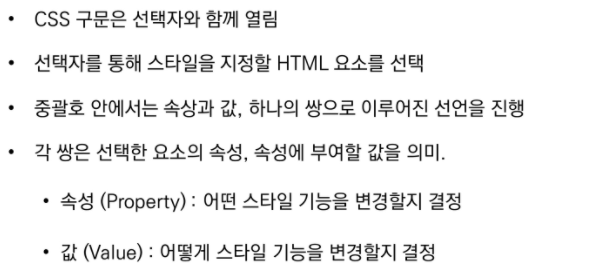 • CSS 구문은 선택자와 함께 열림
• 선택자를 통해 스타일을 지정할 HTML 요소를 선택
• 중괄호 안에서는 속상과 값, 하나의 쌍으로 이루어진 선언을 진행
• 각 쌍은 선택한 요소의 속성, 속성에 부여할 값을 의미.
• 속성 (Property) : 어떤 스타일 기능을 변경할지 결정
• 값 (Value) : 어떻게 스타일 기능을 변경할지 결정